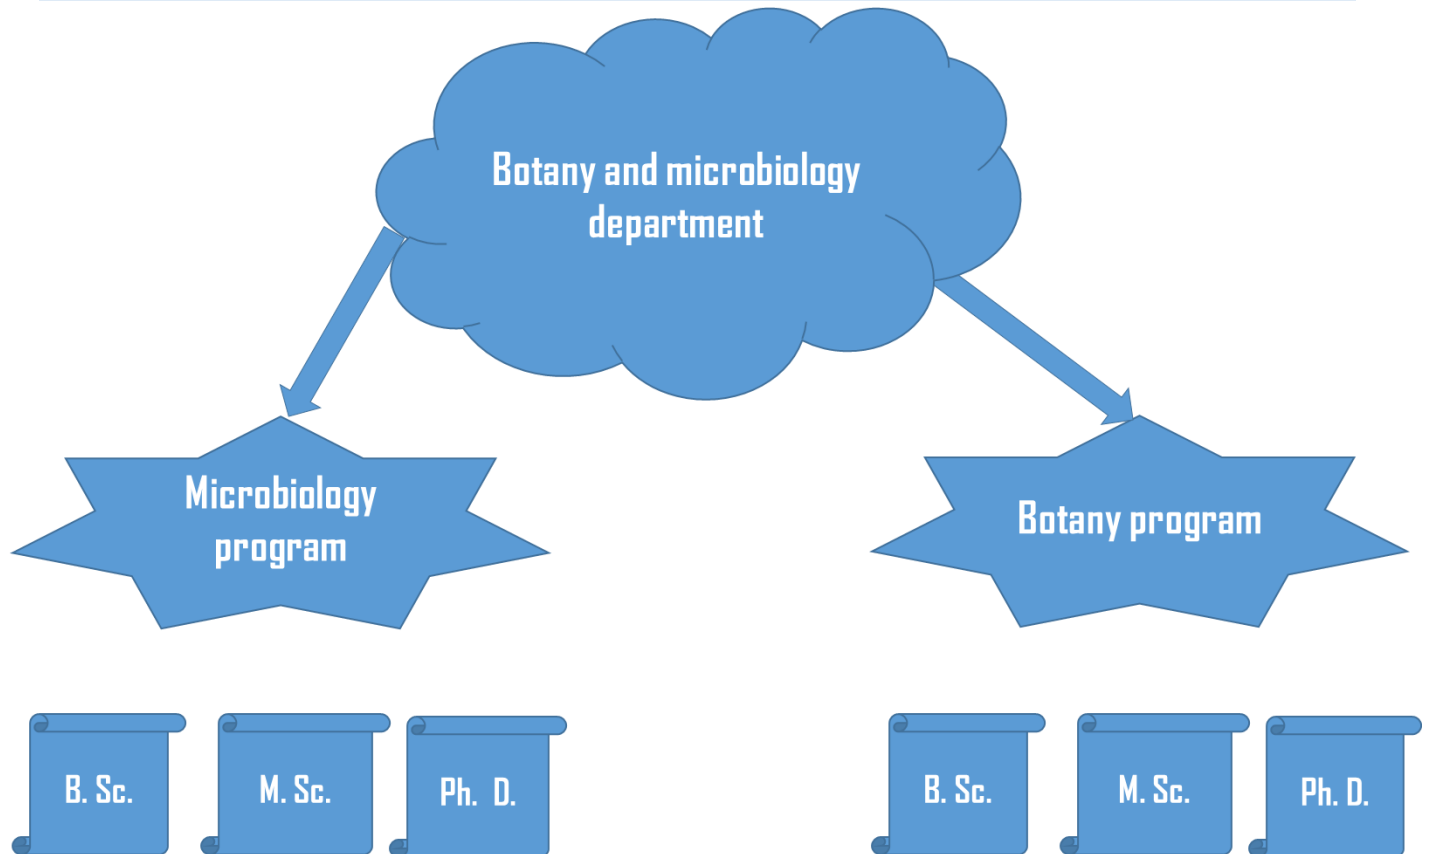 Botany and microbiology
department
Microbiology
program
Botany program
B. Sc.
M. Sc.
Ph. D.
B. Sc.
M. Sc.
Ph. D.